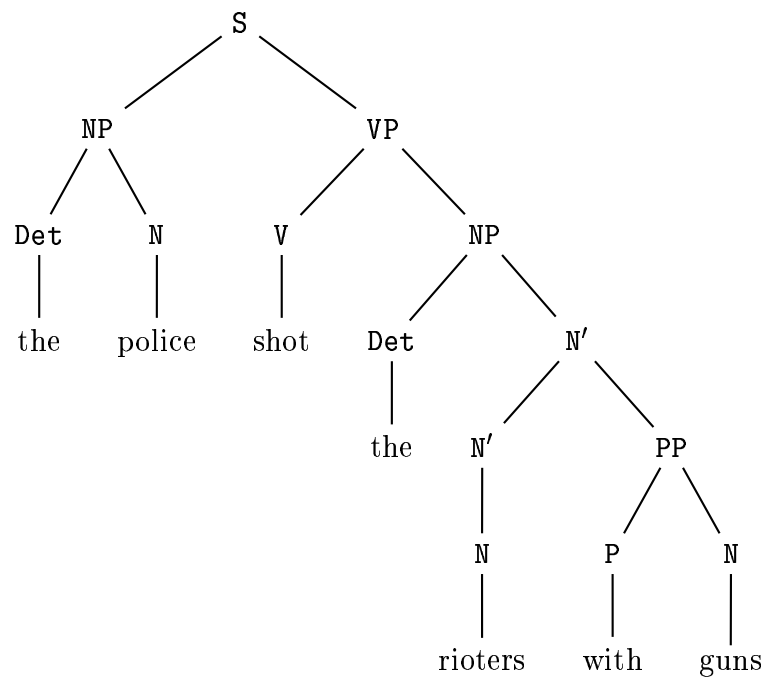 S
NP VP
Det N V NP
the police shot Det N′
the N′ PP
N P N
rioters with guns